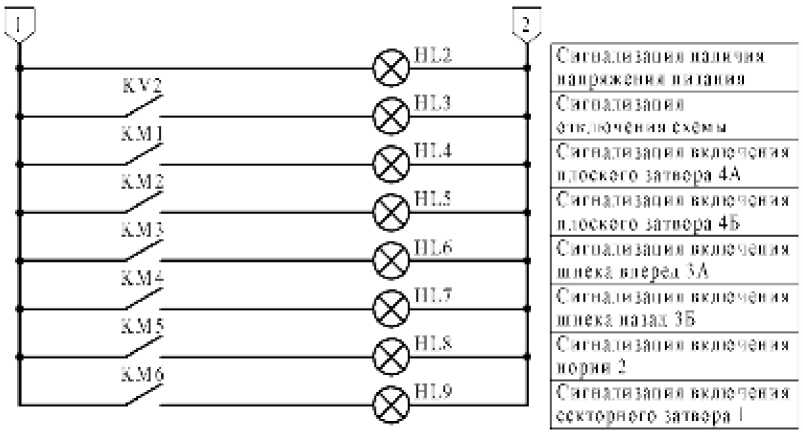 1
2
HL2
Сигнализация наличия
напряжения питания
KV2
HL3
Сигнализация
отключения схемы
KM1
HL4
Сигнализация включения
плоского затвора 4А
KM2
HL5
Сигнализация включения
плоского затвора 4Б
KM3
HL6
Сигнализация включения
шнека вперед 3А
KM4
HL7
Сигнализация включения
шнека назад 3Б
KM5
HL8
Сигнализация включения
нории 2
KM6
HL9
Сигнализация включения
секторного затвора 1